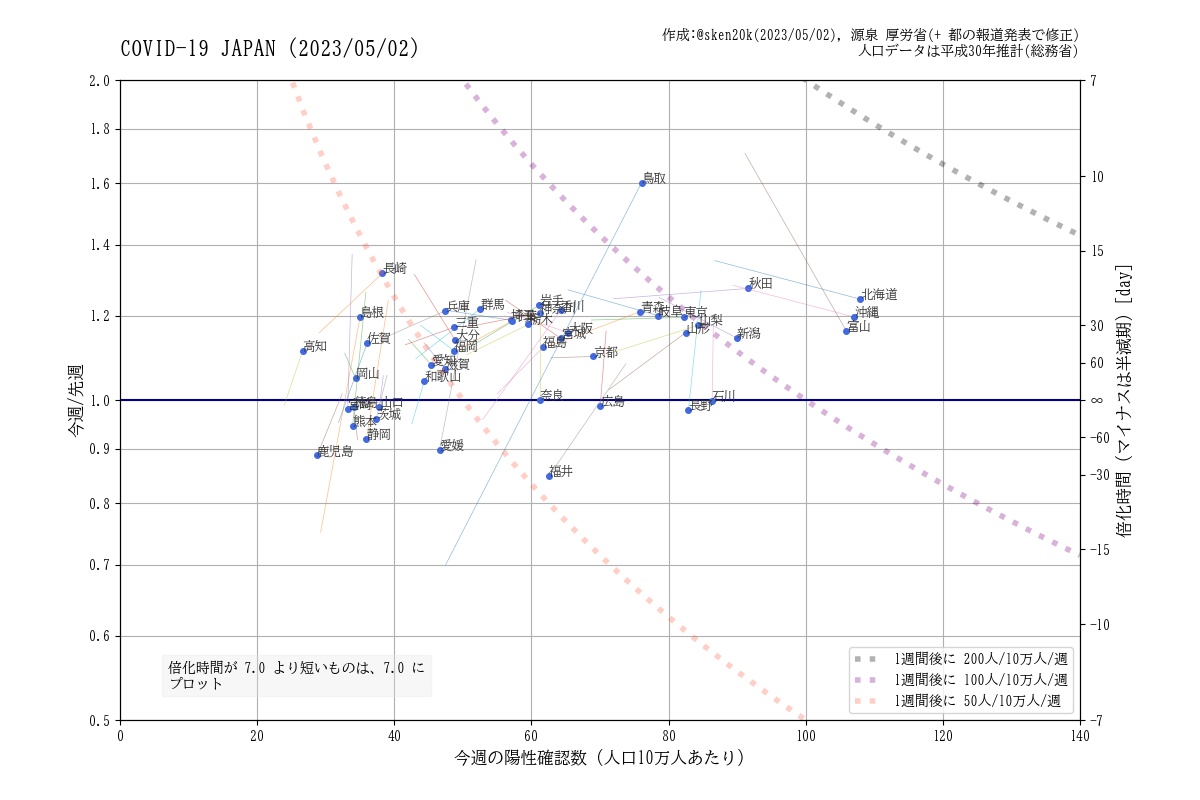 COVID-19 JAPAN (2023/05/02)
作成:@sken20k(2023/05/02), 源泉 厚労省(+ 都の報道発表で修正)
人口データは平成30年推計(総務省)
2.0
1.8
1.6
1.4
1.2
1.0
0.9
0.8
0.7
0.6
0.5
今週/先週
7
10
15
30
60
∞
-60
-30
-15
-10
-7
倍化時間 (マイナスは半減期) [day]
鳥取
長崎
秋田
北海道
沖縄
富山
兵庫
群馬
岩手
香川
青森
岐阜
東京
山梨
山形
新潟
島根
佐賀
三重
大分
福岡
栃木
大阪
宮城
福島
京都
高知
愛知
滋賀
和歌山
岡山
奈良
広島
長野
石川
山口
茨城
熊本
静岡
鹿児島
愛媛
福井
倍化時間が 7.0 より短いものは、7.0 に
プロット
1週間後に 200人/10万人/週
1週間後に 100人/10万人/週
1週間後に 50人/10万人/週
0
20
40
60
80
100
120
140
今週の陽性確認数 (人口10万人あたり)